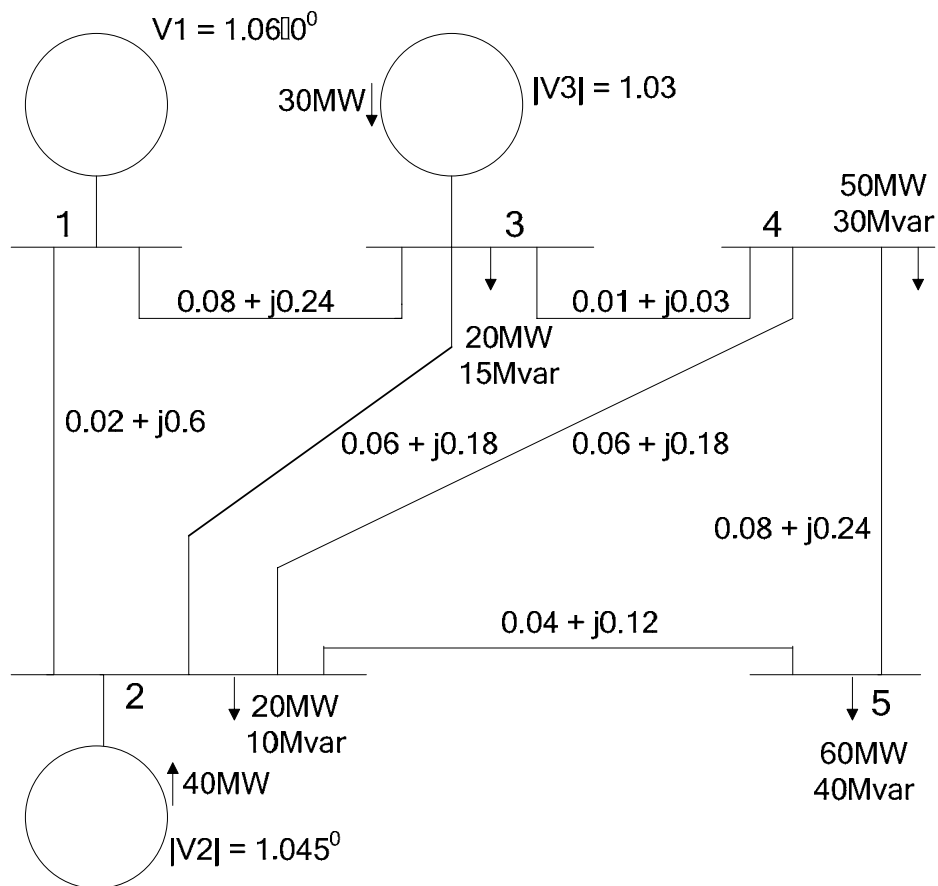 V1 = 1.06▯0⁰
30MW
|V3| = 1.03
50MW
30Mvar
1
3
4
0.08 + j0.24
0.01 + j0.03
20MW
15Mvar
0.02 + j0.6
0.06 + j0.18
0.06 + j0.18
0.08 + j0.24
0.04 + j0.12
2
20MW
10Mvar
5
60MW
40Mvar
40MW
|V2| = 1.045⁰